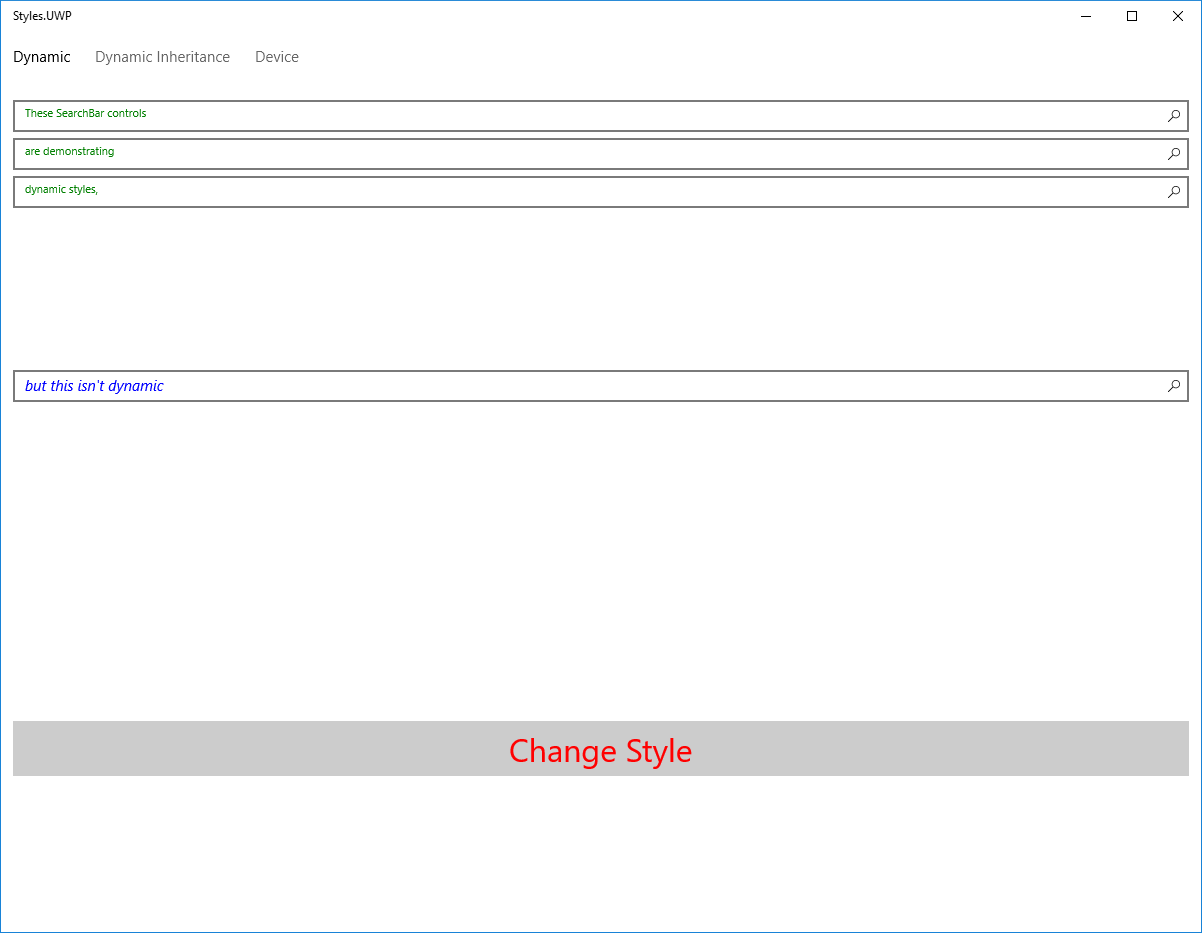 Styles.UWP
Dynamic Dynamic Inheritance Device
These SearchBar controls
are demonstrating
dynamic styles,
but this isn't dynamic
Change Style